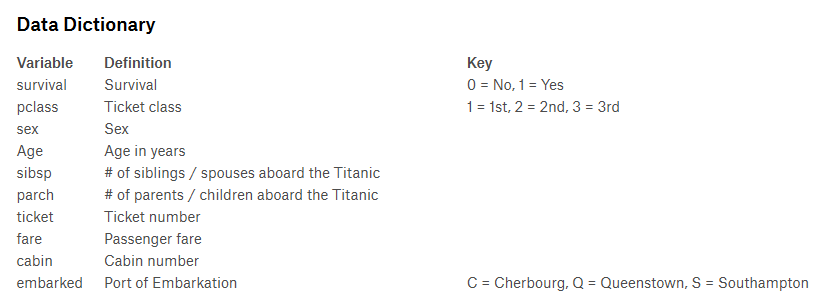 Data Dictionary
Variable Definition Key
survival Survival 0 = No, 1 = Yes
pclass Ticket class 1 = 1st, 2 = 2nd, 3 = 3rd
sex Sex
Age Age in years
sibsp # of siblings / spouses aboard the Titanic
parch # of parents / children aboard the Titanic
ticket Ticket number
fare Passenger fare
cabin Cabin number
embarked Port of Embarkation C = Cherbourg, Q = Queenstown, S = Southampton